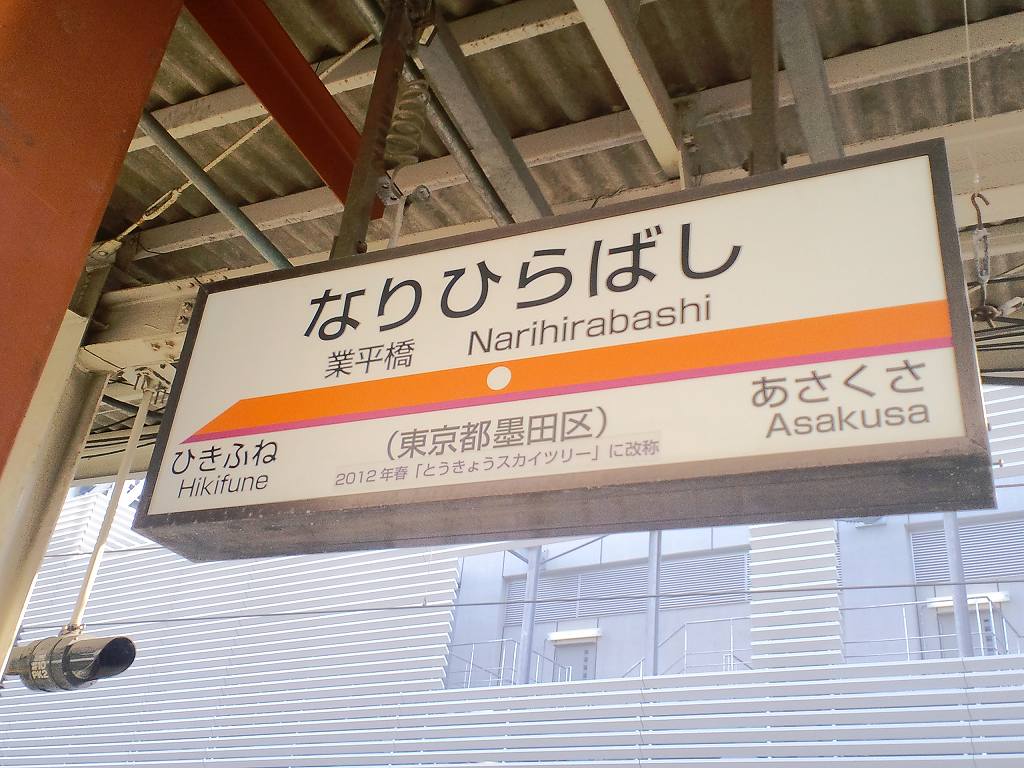 なりひらばし
業平橋 Narihirabashi
ひきふね
Hikifune
(東京都墨田区)
2012年春「とうきょうスカイツリー」に改称
あさくさ
Asakusa